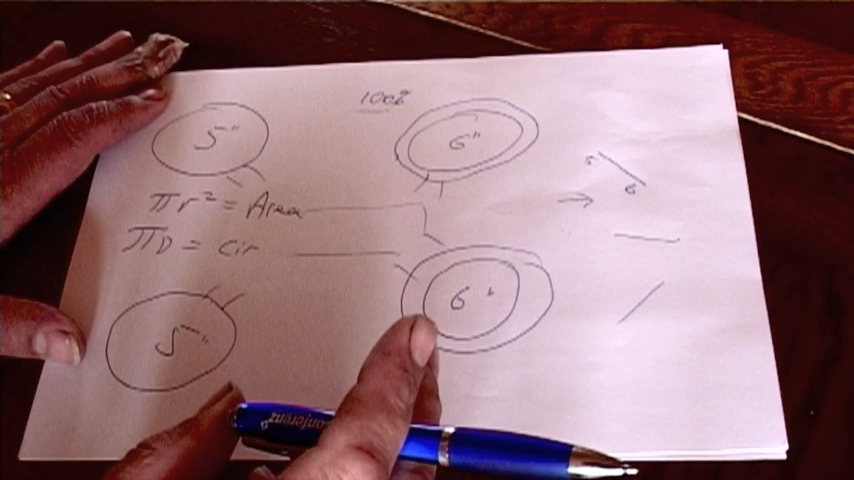 100%
5"
6"
πr² = Area
πD = cir
5"
6"